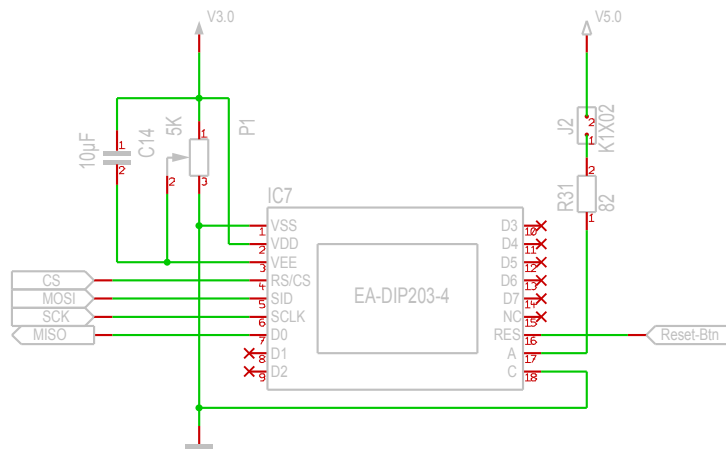 V3.0
V5.0
10µF
1
2
C14
5K
1
2
3
P1
J2
2
1
K1X02
R31
2
1
82
IC7
VSS
1
VDD
2
VEE
3
RS/CS
4
SID
5
SCLK
6
D0
7
D1
8
D2
9
EA-DIP203-4
D3
10
D4
11
D5
12
D6
13
D7
14
NC
15
RES
16
A
17
C
18
CS
MOSI
SCK
MISO
Reset-Btn